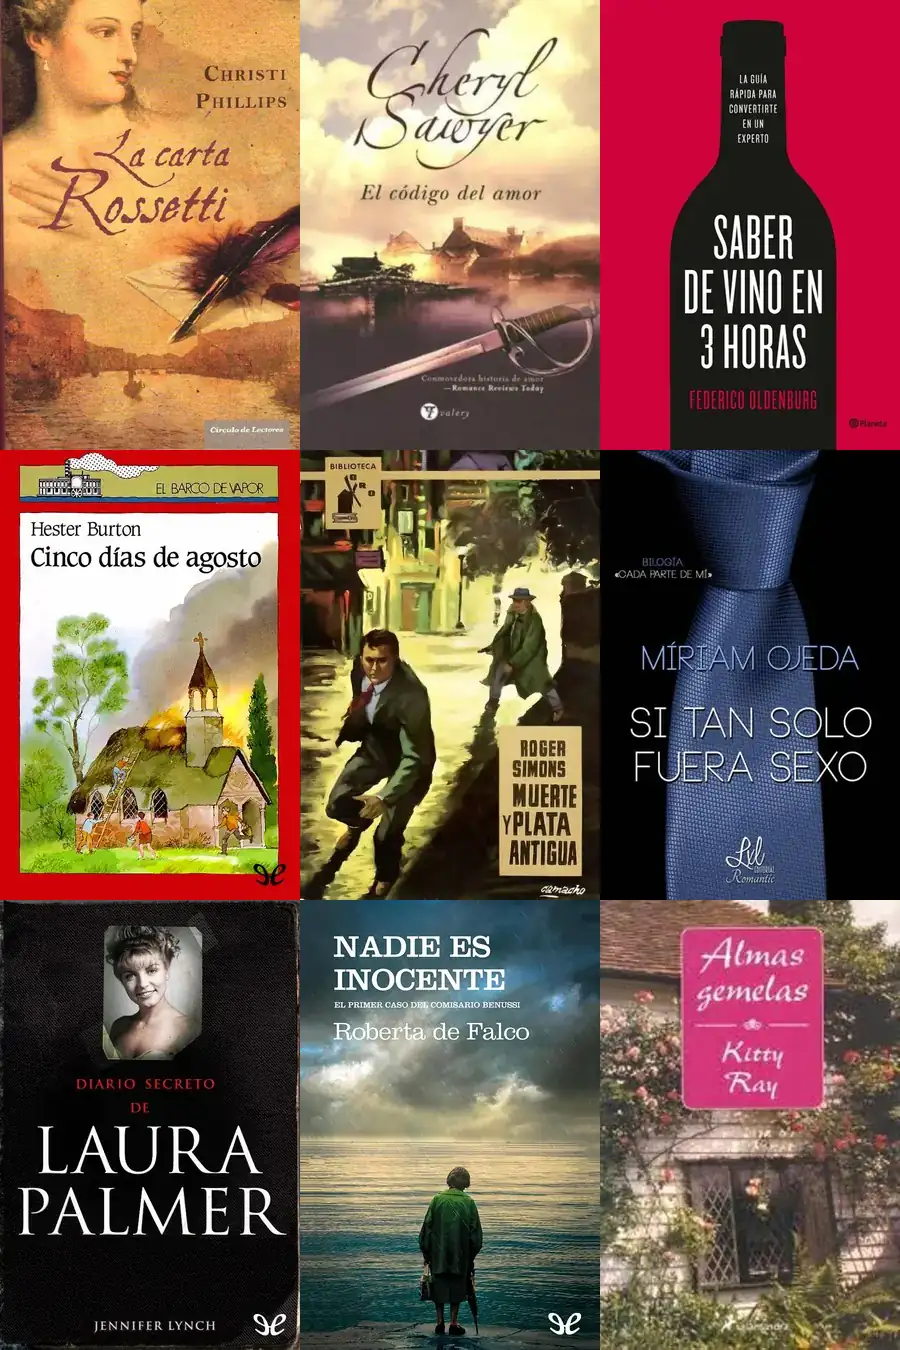 CHRISTI
PHILLIPS
La carta
Rossetti
Círculo de Lectores
Cheryl
Sawyer
El código del amor
Conmovedora historia de amor
—Romance Reviews Today
valery
LA GUÍA
RÁPIDA PARA
CONVERTIRTE
EN UN
EXPERTO
SABER
DE VINO EN
3 HORAS
FEDERICO OLDENBURG
Planeta
EL BARCO DE VAPOR
Hester Burton
Cinco días de agosto
BIBLIOTECA
ORO
ROGER
SIMONS
MUERTE
Y PLATA
ANTIGUA
camacho
BILOGÍA
«CADA PARTE DE MÍ»
MÍRIAM OJEDA
SI TAN SOLO
FUERA SEXO
LxL
EDITORIAL
Romantic
DIARIO SECRETO
DE
LAURA
PALMER
JENNIFER LYNCH
NADIE ES
INOCENTE
EL PRIMER CASO DEL COMISARIO BENUSSI
Roberta de Falco
Almas
gemelas
Kitty
Ray
Salamandra